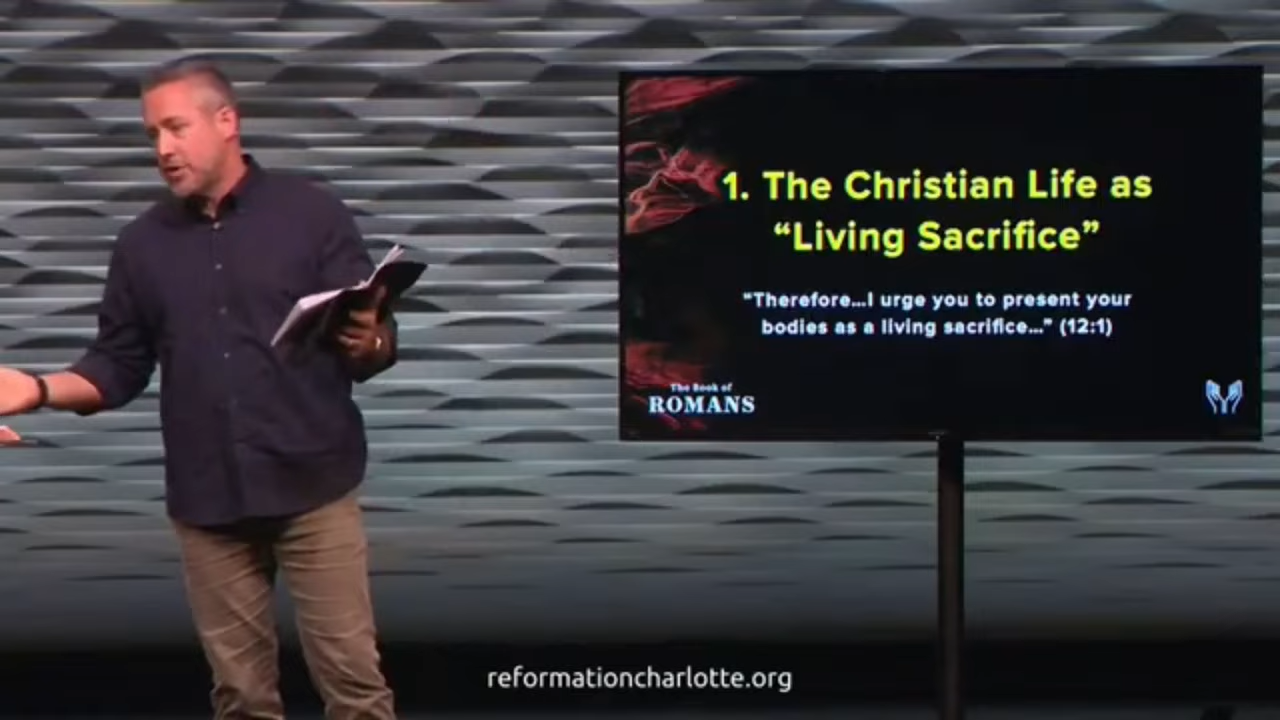 1. The Christian Life as
“Living Sacrifice”
“Therefore...I urge you to present your
bodies as a living sacrifice...” (12:1)
The Book of
ROMANS
reformationcharlotte.org